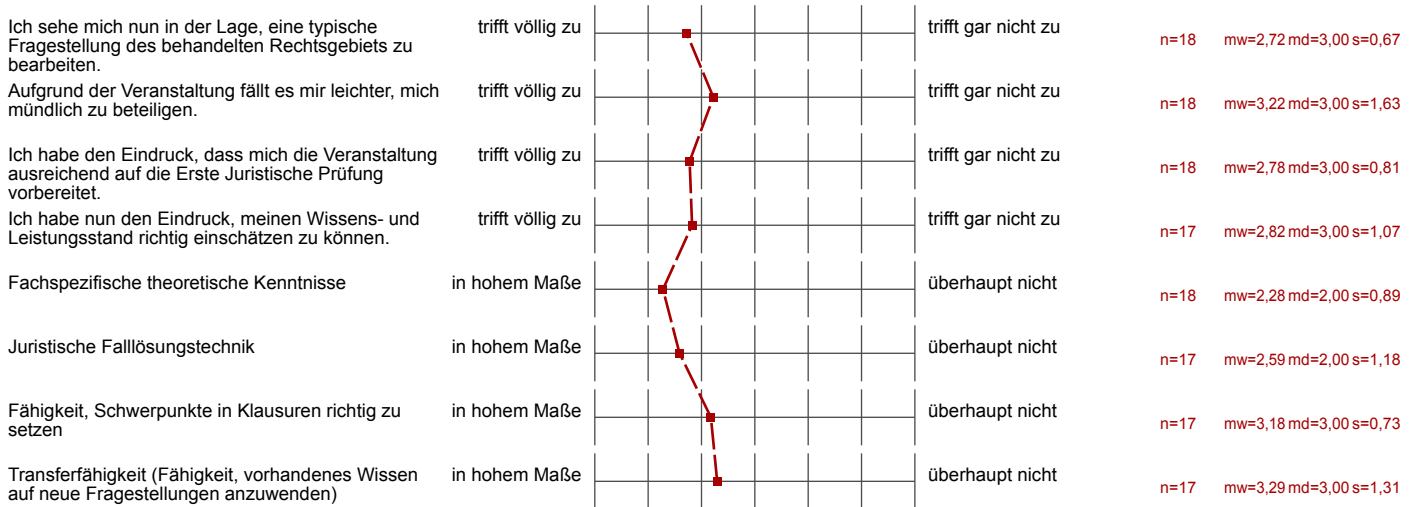 Ich sehe mich nun in der Lage, eine typische
Fragestellung des behandelten Rechtsgebiets zu
bearbeiten.
trifft völlig zu
trifft gar nicht zu
n=18 mw=2,72 md=3,00 s=0,67
Aufgrund der Veranstaltung fällt es mir leichter, mich
mündlich zu beteiligen.
trifft völlig zu
trifft gar nicht zu
n=18 mw=3,22 md=3,00 s=1,63
Ich habe den Eindruck, dass mich die Veranstaltung
ausreichend auf die Erste Juristische Prüfung
vorbereitet.
trifft völlig zu
trifft gar nicht zu
n=18 mw=2,78 md=3,00 s=0,81
Ich habe nun den Eindruck, meinen Wissens- und
Leistungsstand richtig einschätzen zu können.
trifft völlig zu
trifft gar nicht zu
n=17 mw=2,82 md=3,00 s=1,07
Fachspezifische theoretische Kenntnisse
in hohem Maße
überhaupt nicht
n=18 mw=2,28 md=2,00 s=0,89
Juristische Falllösungstechnik
in hohem Maße
überhaupt nicht
n=17 mw=2,59 md=2,00 s=1,18
Fähigkeit, Schwerpunkte in Klausuren richtig zu
setzen
in hohem Maße
überhaupt nicht
n=17 mw=3,18 md=3,00 s=0,73
Transferfähigkeit (Fähigkeit, vorhandenes Wissen
auf neue Fragestellungen anzuwenden)
in hohem Maße
überhaupt nicht
n=17 mw=3,29 md=3,00 s=1,31